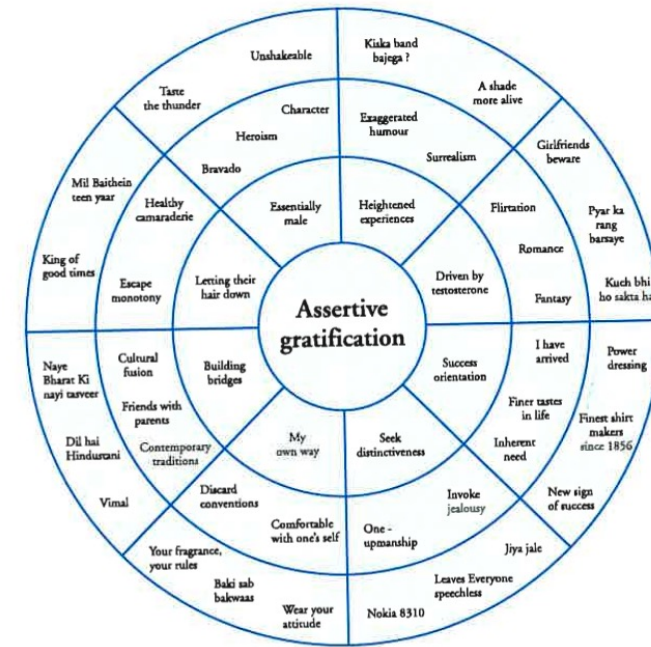 Unshakeable
Taste
the thunder
Kiska band
bajega ?
A shade
more alive
Girlfriends
beware
Pyar ka
rang
barsaye
Kuch bhi
ho sakta ha
Power
dressing
Finest shirt
makers
since 1856
New sign
of success
Jiya jale
Leaves Everyone
speechless
Nokia 8310
Wear your
attitude
Baki sab
bakwaas
Your fragrance,
your rules
Vimal
Dil hai
Hindustani
Naye
Bharat Ki
nayi tasveer
King of
good times
Mil Baithein
teen yaar
Character
Heroism
Bravado
Exaggerated
humour
Surrealism
Flirtation
Romance
Fantasy
I have
arrived
Finer tastes
in life
Inherent
need
Invoke
jealousy
One -
upmanship
Comfortable
with one's self
Discard
conventions
Contemporary
traditions
Friends with
parents
Cultural
fusion
Escape
monotony
Healthy
camaraderie
Essentially
male
Heightened
experiences
Driven by
testosterone
Success
orientation
Seek
distinctiveness
My
own way
Building
bridges
Letting their
hair down
Assertive
gratification